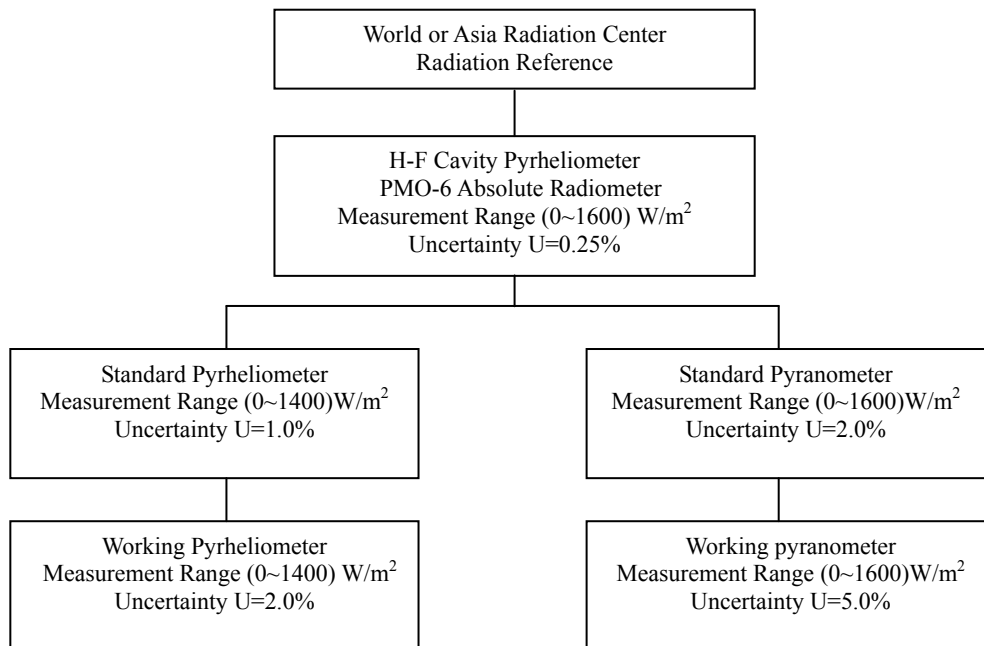 World or Asia Radiation Center
Radiation Reference
H-F Cavity Pyrheliometer
PMO-6 Absolute Radiometer
Measurement Range (0~1600) W/m²
Uncertainty U=0.25%
Standard Pyrheliometer
Measurement Range (0~1400)W/m²
Uncertainty U=1.0%
Standard Pyranometer
Measurement Range (0~1600)W/m²
Uncertainty U=2.0%
Working Pyrheliometer
Measurement Range (0~1400) W/m²
Uncertainty U=2.0%
Working pyranometer
Measurement Range (0~1600)W/m²
Uncertainty U=5.0%